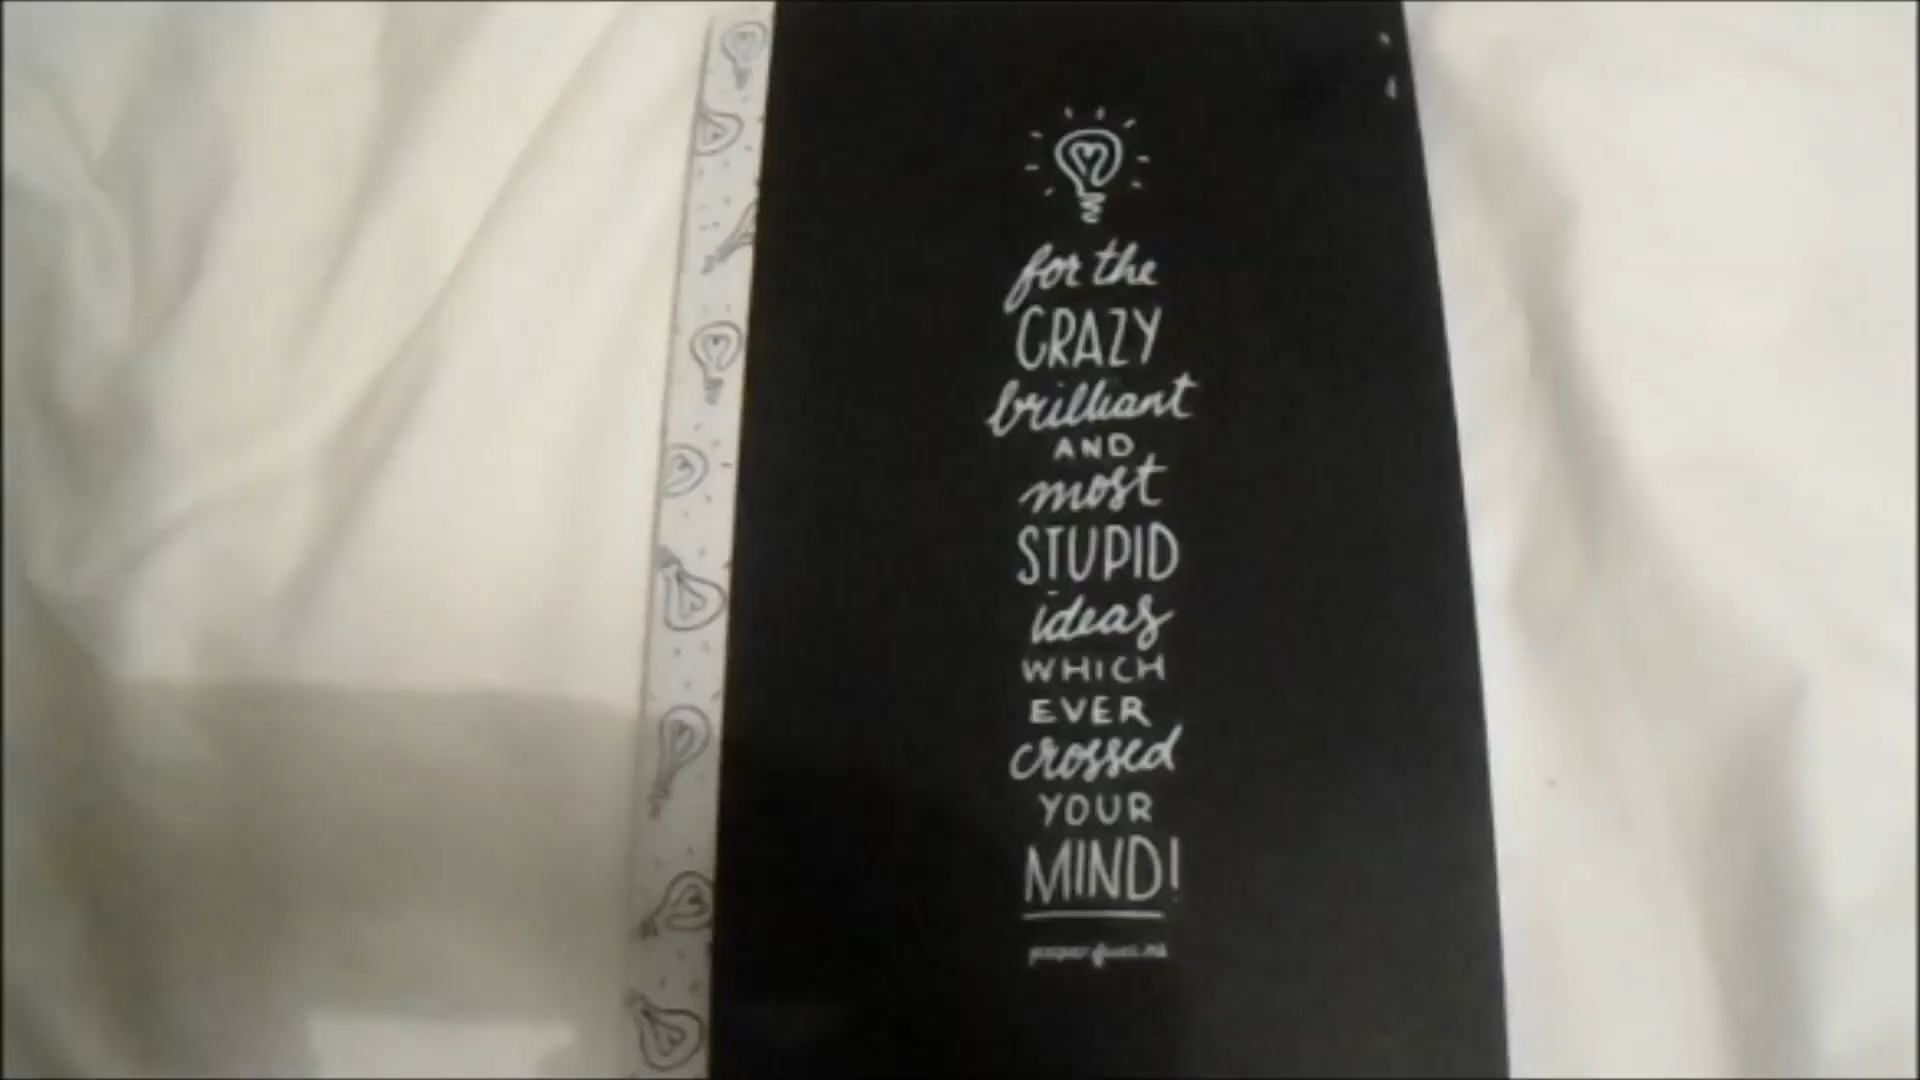 for the
CRAZY
brilliant
AND
most
STUPID
ideas
WHICH
EVER
crossed
YOUR
MIND!